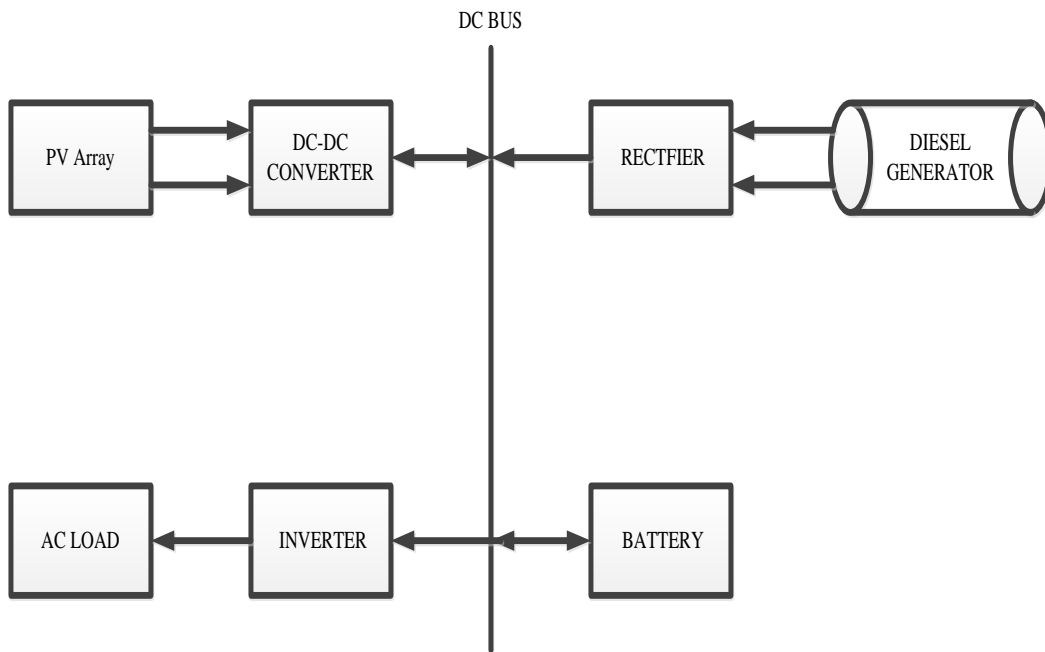 DC BUS
PV Array
DC-DC
CONVERTER
RECTFIER
DIESEL
GENERATOR
AC LOAD
INVERTER
BATTERY